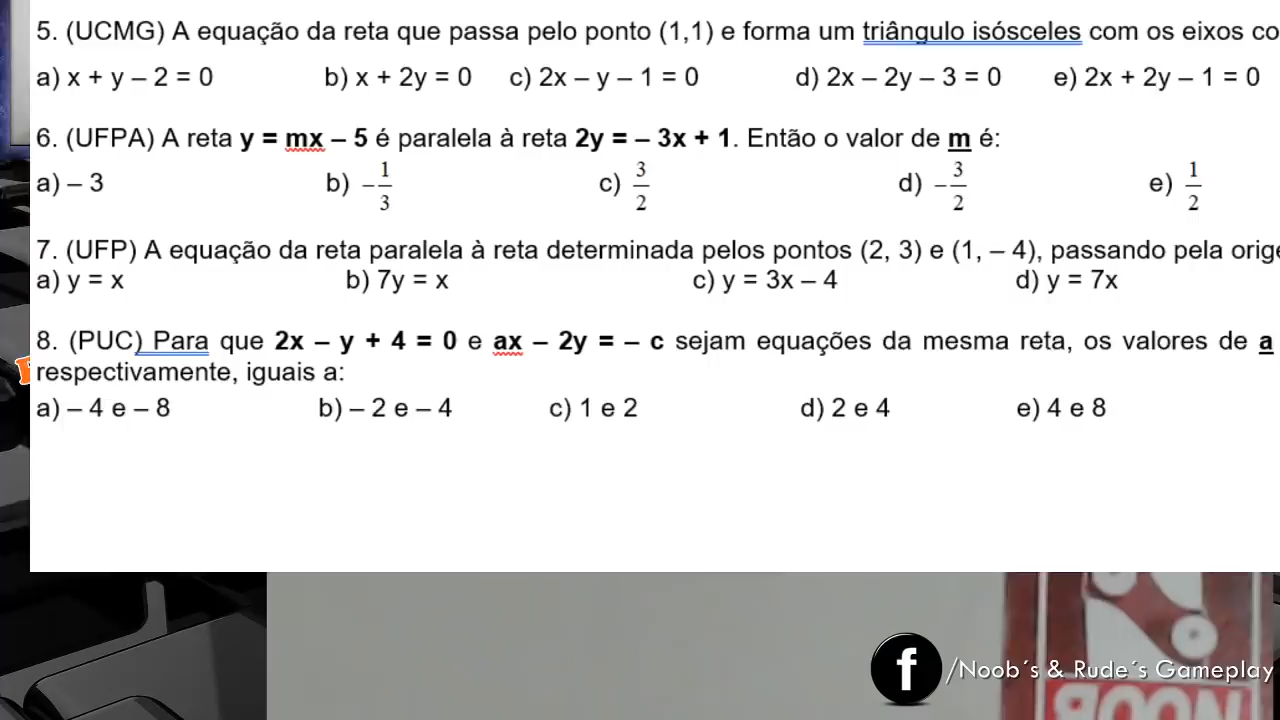 5. (UCMG) A equação da reta que passa pelo ponto (1,1) e forma um triângulo isósceles com os eixos co
a) x + y – 2 = 0 b) x + 2y = 0 c) 2x – y – 1 = 0 d) 2x – 2y – 3 = 0 e) 2x + 2y – 1 = 0
6. (UFPA) A reta y = mx – 5 é paralela à reta 2y = – 3x + 1. Então o valor de m é:
a) – 3 b) –1/3 c) 3/2 d) –3/2 e) 1/2
7. (UFP) A equação da reta paralela à reta determinada pelos pontos (2, 3) e (1, – 4), passando pela orige
a) y = x b) 7y = x c) y = 3x – 4 d) y = 7x
8. (PUC) Para que 2x – y + 4 = 0 e ax – 2y = – c sejam equações da mesma reta, os valores de a
respectivamente, iguais a:
a) – 4 e – 8 b) – 2 e – 4 c) 1 e 2 d) 2 e 4 e) 4 e 8
f /Noob´s & Rude´s Gameplay